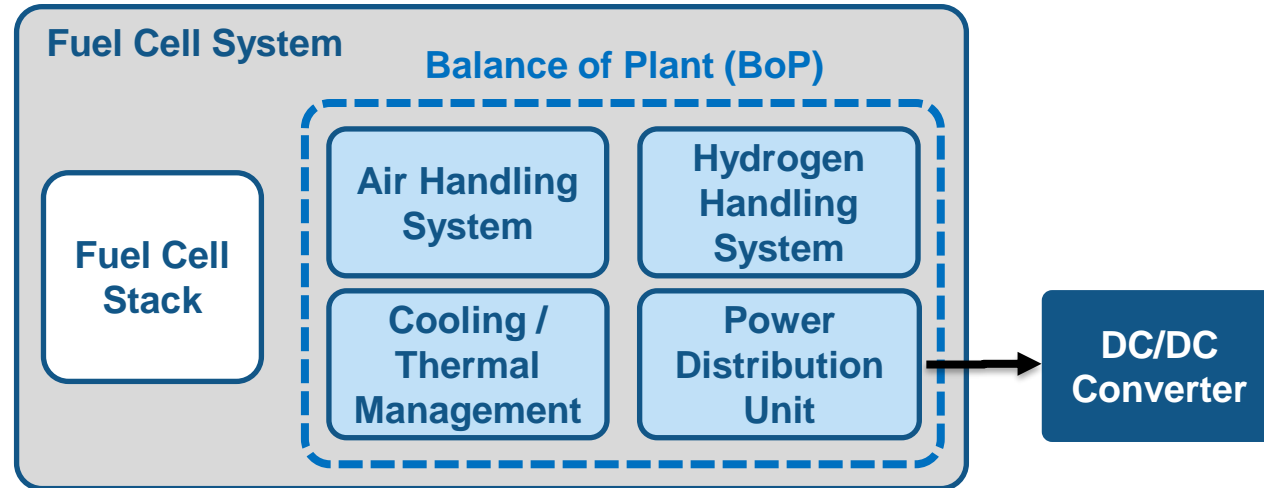 Fuel Cell System
Balance of Plant (BoP)
Fuel Cell
Stack
Air Handling
System
Hydrogen
Handling
System
Cooling /
Thermal
Management
Power
Distribution
Unit
DC/DC
Converter